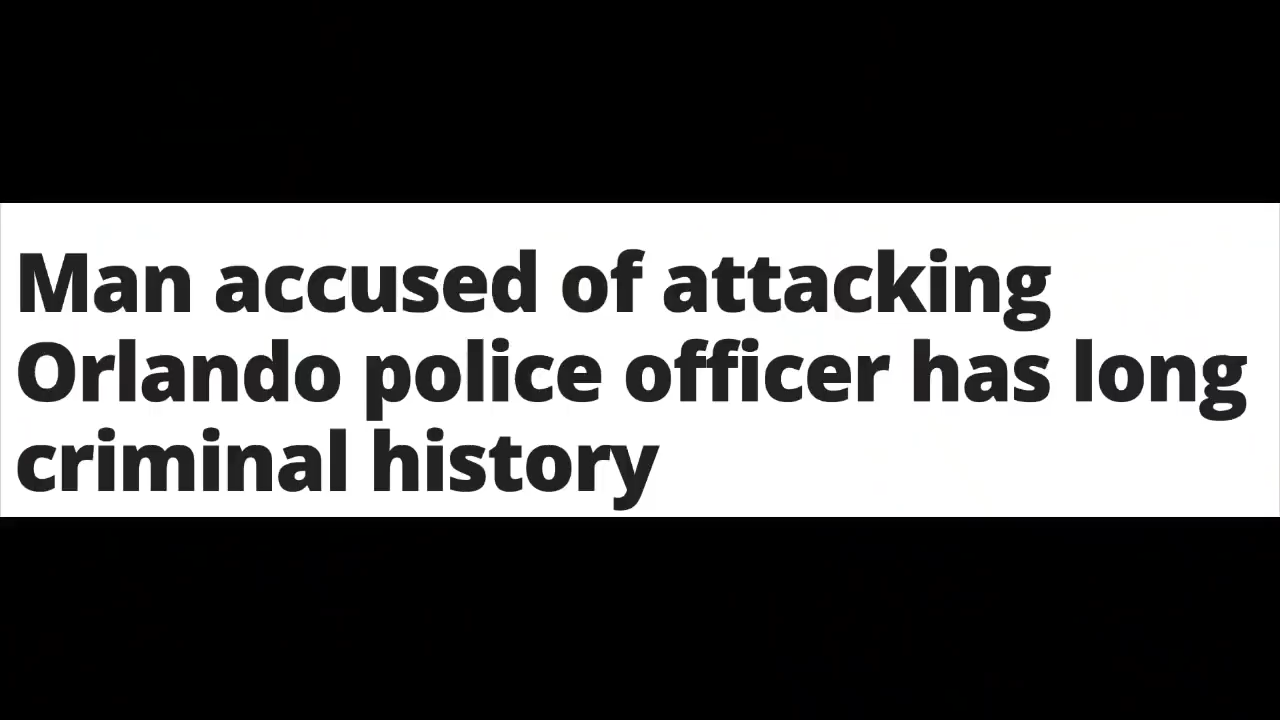 Man accused of attacking
Orlando police officer has long
criminal history